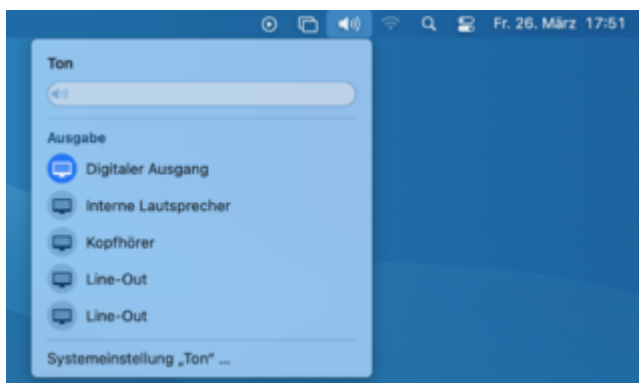 Fr. 26. März 17:51
Ton
Ausgabe
Digitaler Ausgang
Interne Lautsprecher
Kopfhörer
Line-Out
Line-Out
Systemeinstellung „Ton“ ...